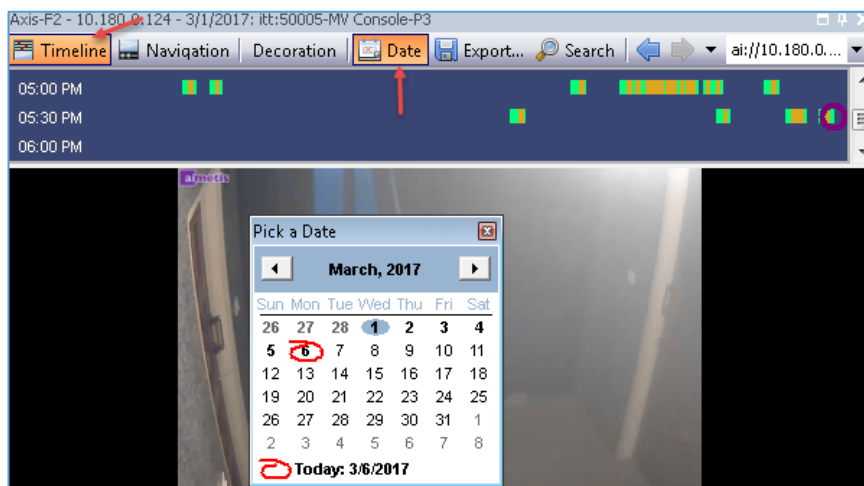 Axis-F2 - 10.180.0.124 - 3/1/2017: itt:50005-MV Console-P3
Timeline Navigation Decoration Date Export... Search ai://10.180.0....
05:00 PM
05:30 PM
06:00 PM
aimetis
Pick a Date
March, 2017
Sun Mon Tue Wed Thu Fri Sat
26 27 28 1 2 3 4
5 6 7 8 9 10 11
12 13 14 15 16 17 18
19 20 21 22 23 24 25
26 27 28 29 30 31 1
2 3 4 5 6 7 8
Today: 3/6/2017